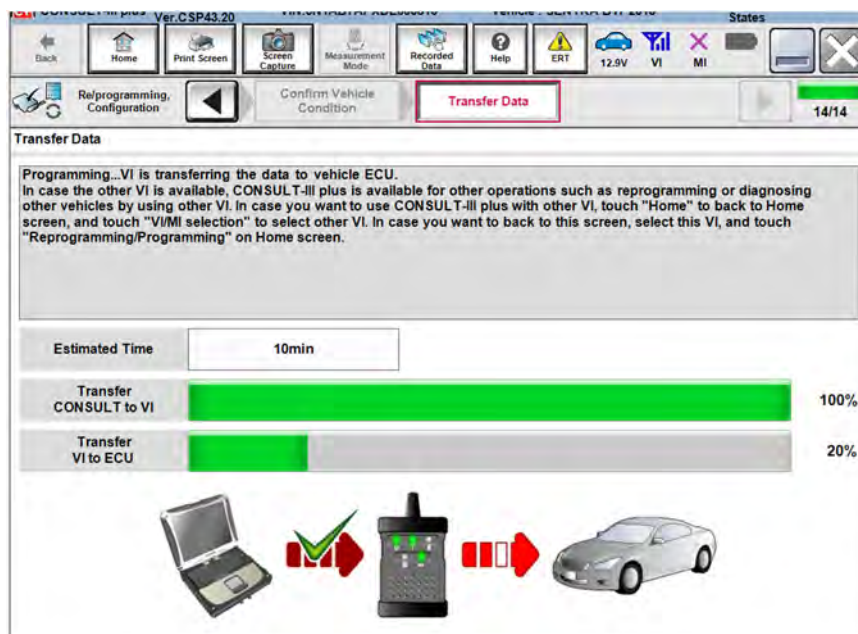 Ver.CSP43.20
States
Back
Home
Print Screen
Screen
Capture
Measurement
Mode
Recorded
Data
Help
ERT
12.9V
VI
MI
Re/programming,
Configuration
Confirm Vehicle
Condition
Transfer Data
14/14
Transfer Data
Programming...VI is transferring the data to vehicle ECU.
In case the other VI is available, CONSULT-III plus is available for other operations such as reprogramming or diagnosing
other vehicles by using other VI. In case you want to use CONSULT-III plus with other VI, touch "Home" to back to Home
screen, and touch "VI/MI selection" to select other VI. In case you want to back to this screen, select this VI, and touch
"Reprogramming/Programming" on Home screen.
Estimated Time
10min
Transfer
CONSULT to VI
100%
Transfer
VI to ECU
20%